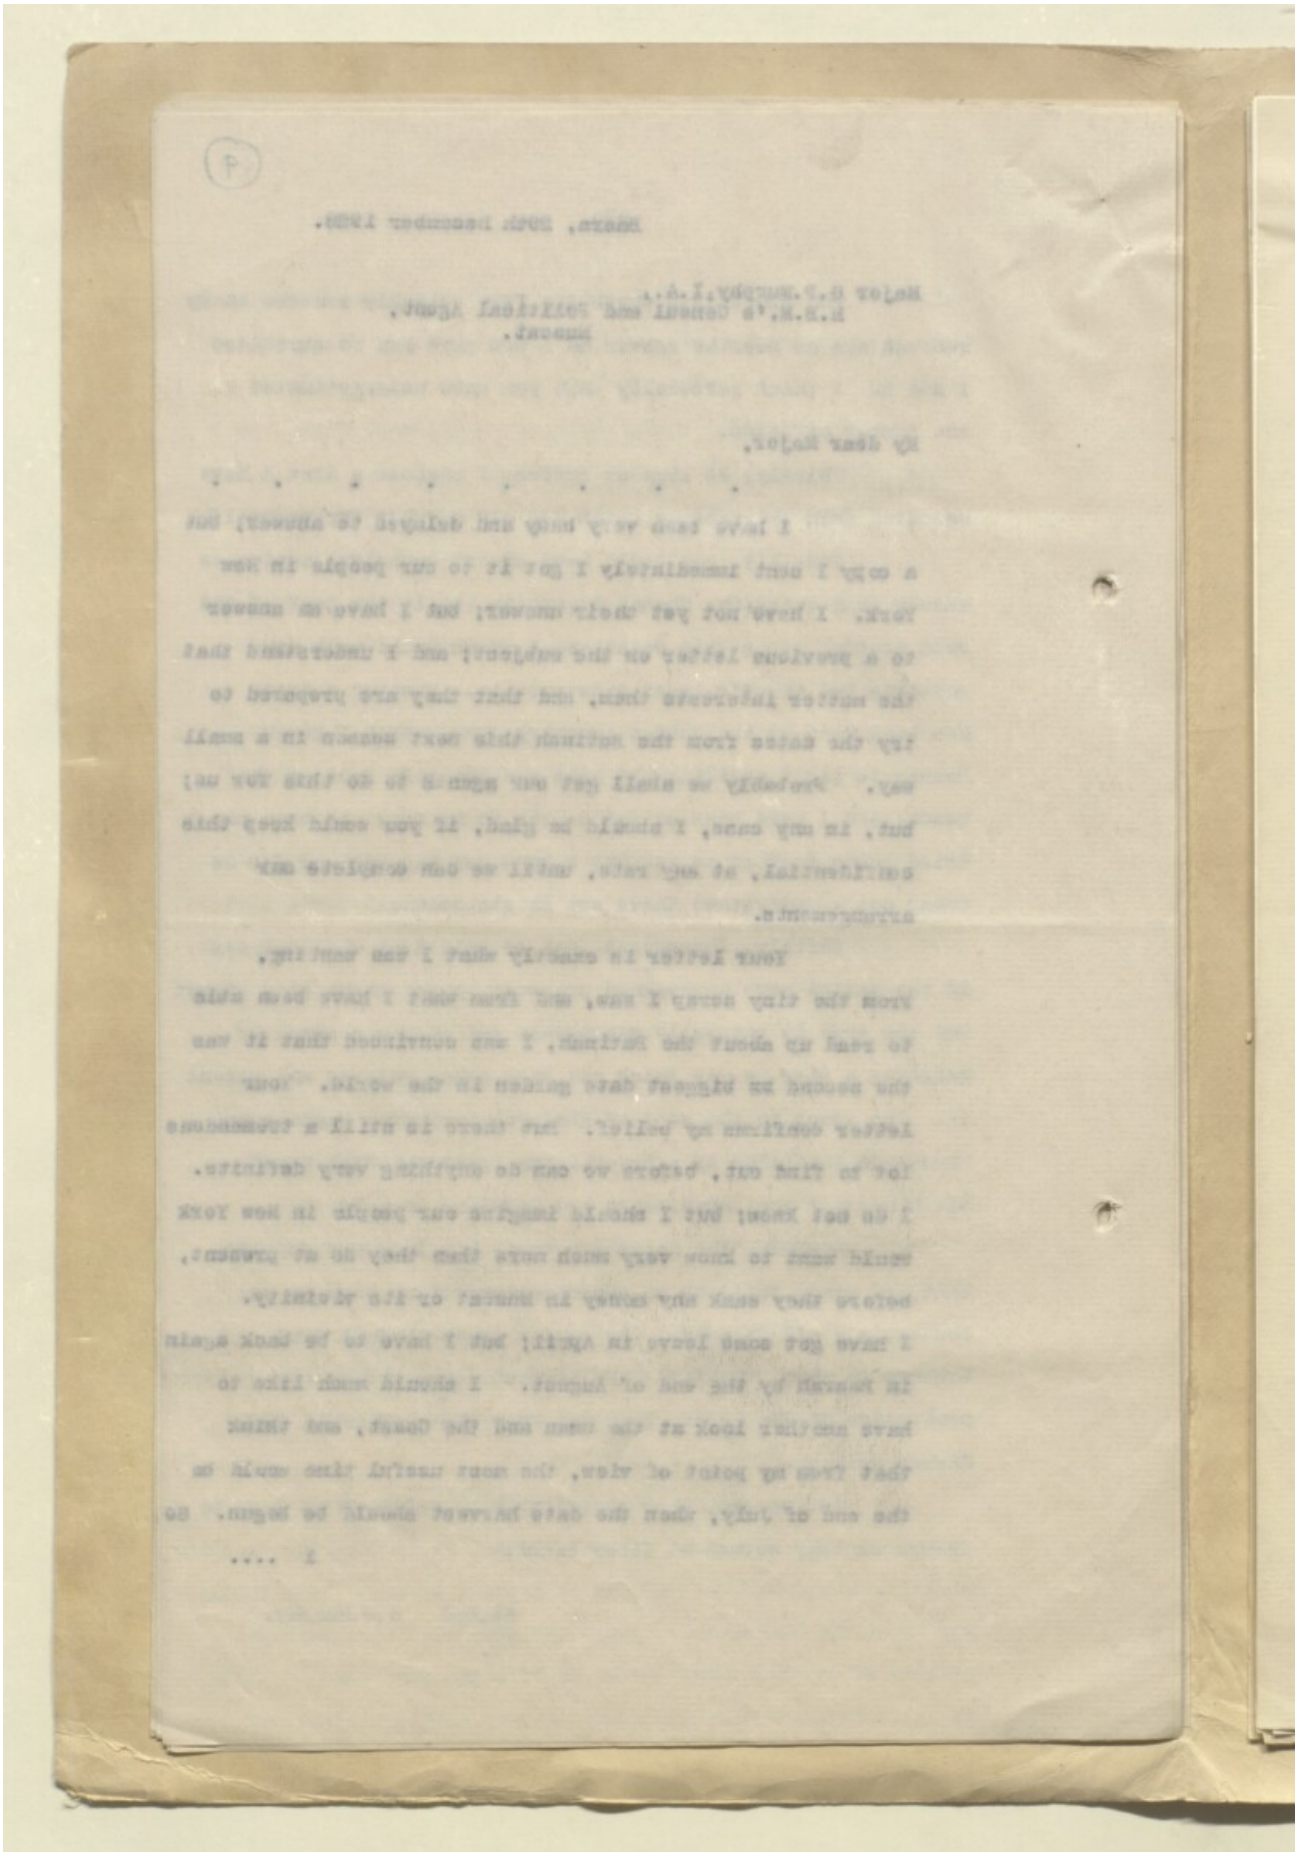 4
29th December 1928.
Major G.P.Murphy,I.A.,
H.B.M.'s Consul and Political Agent,
Muscat.
My dear Major,
. . . . . . . .
I have been very busy and delayed to answer; but
a copy I sent immediately I got it to our people in New
York. I have not yet their answer; but I have an answer
to a previous letter on the subject; and I understand that
the matter interests them, and that they are prepared to
try the dates from the Batinah this next season in a small
way. Probably we shall get our agents to do this for us;
but, in any case, I should be glad, if you could keep this
confidential, at any rate, until we can complete our
arrangements.
Your letter is exactly what I was wanting.
From the tiny scrap I saw, and from what I have been able
to read up about the Batinah, I was convinced that it was
the second biggest date garden in the world. Your
letter confirms my belief. But there is still a tremendous
lot to find out, before we can do anything very definite.
I do not know; but I should imagine our people in New York
would want to know very much more than they do at present,
before they sank any money in Muscat or its vicinity.
I have got some leave in April; but I have to be back again
in Basrah by the end of August. I should much like to
have another look at the Oman and the Coast, and think
that from my point of view, the most useful time would be
the end of July, when the date harvest should be begun. So
I ....